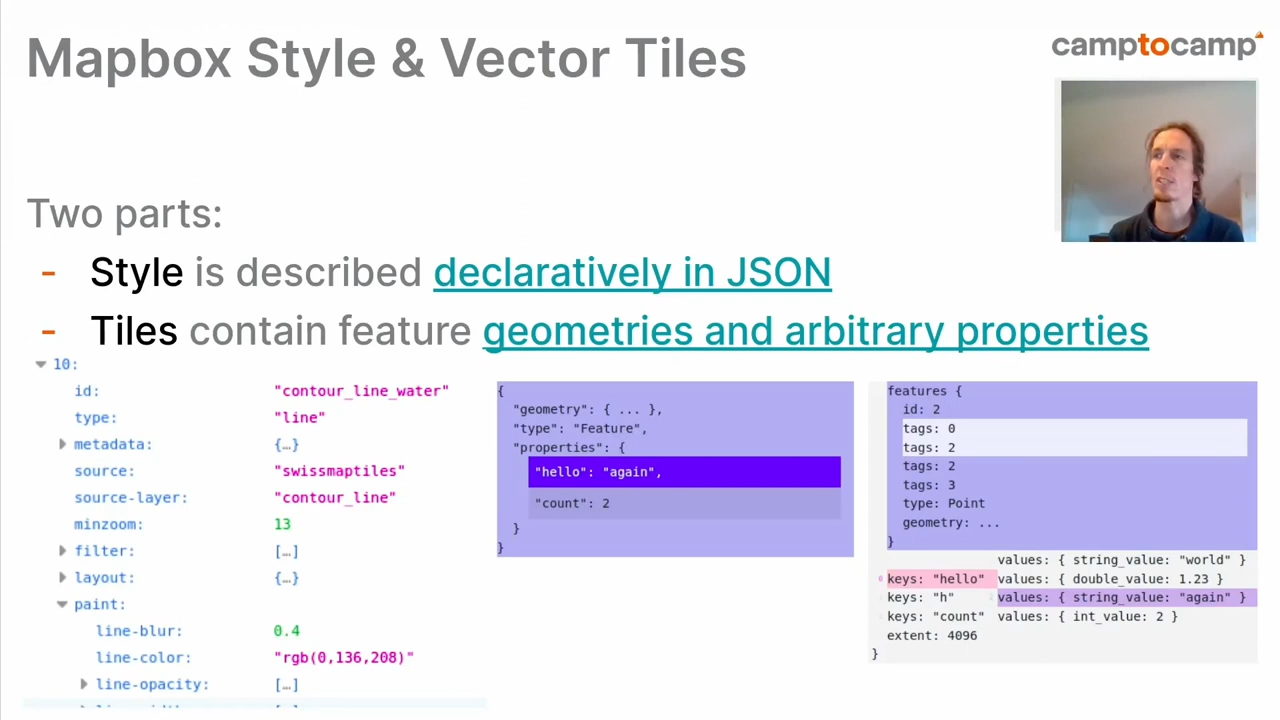 Mapbox Style & Vector Tiles
camptocamp
Two parts:
- Style is described declaratively in JSON
- Tiles contain feature geometries and arbitrary properties
10:
id: "contour_line_water"
type: "line"
metadata: {…}
source: "swissmaptiles"
source-layer: "contour_line"
minzoom: 13
filter: […]
layout: {…}
paint:
line-blur: 0.4
line-color: "rgb(0,136,208)"
line-opacity: […]
{
"geometry": { ... },
"type": "Feature",
"properties": {
"hello": "again",
"count": 2
}
}
features {
id: 2
tags: 0
tags: 2
tags: 2
tags: 3
type: Point
geometry: ...
}
values: { string_value: "world" }
keys: "hello" values: { double_value: 1.23 }
keys: "h" values: { string_value: "again" }
keys: "count" values: { int_value: 2 }
extent: 4096
}